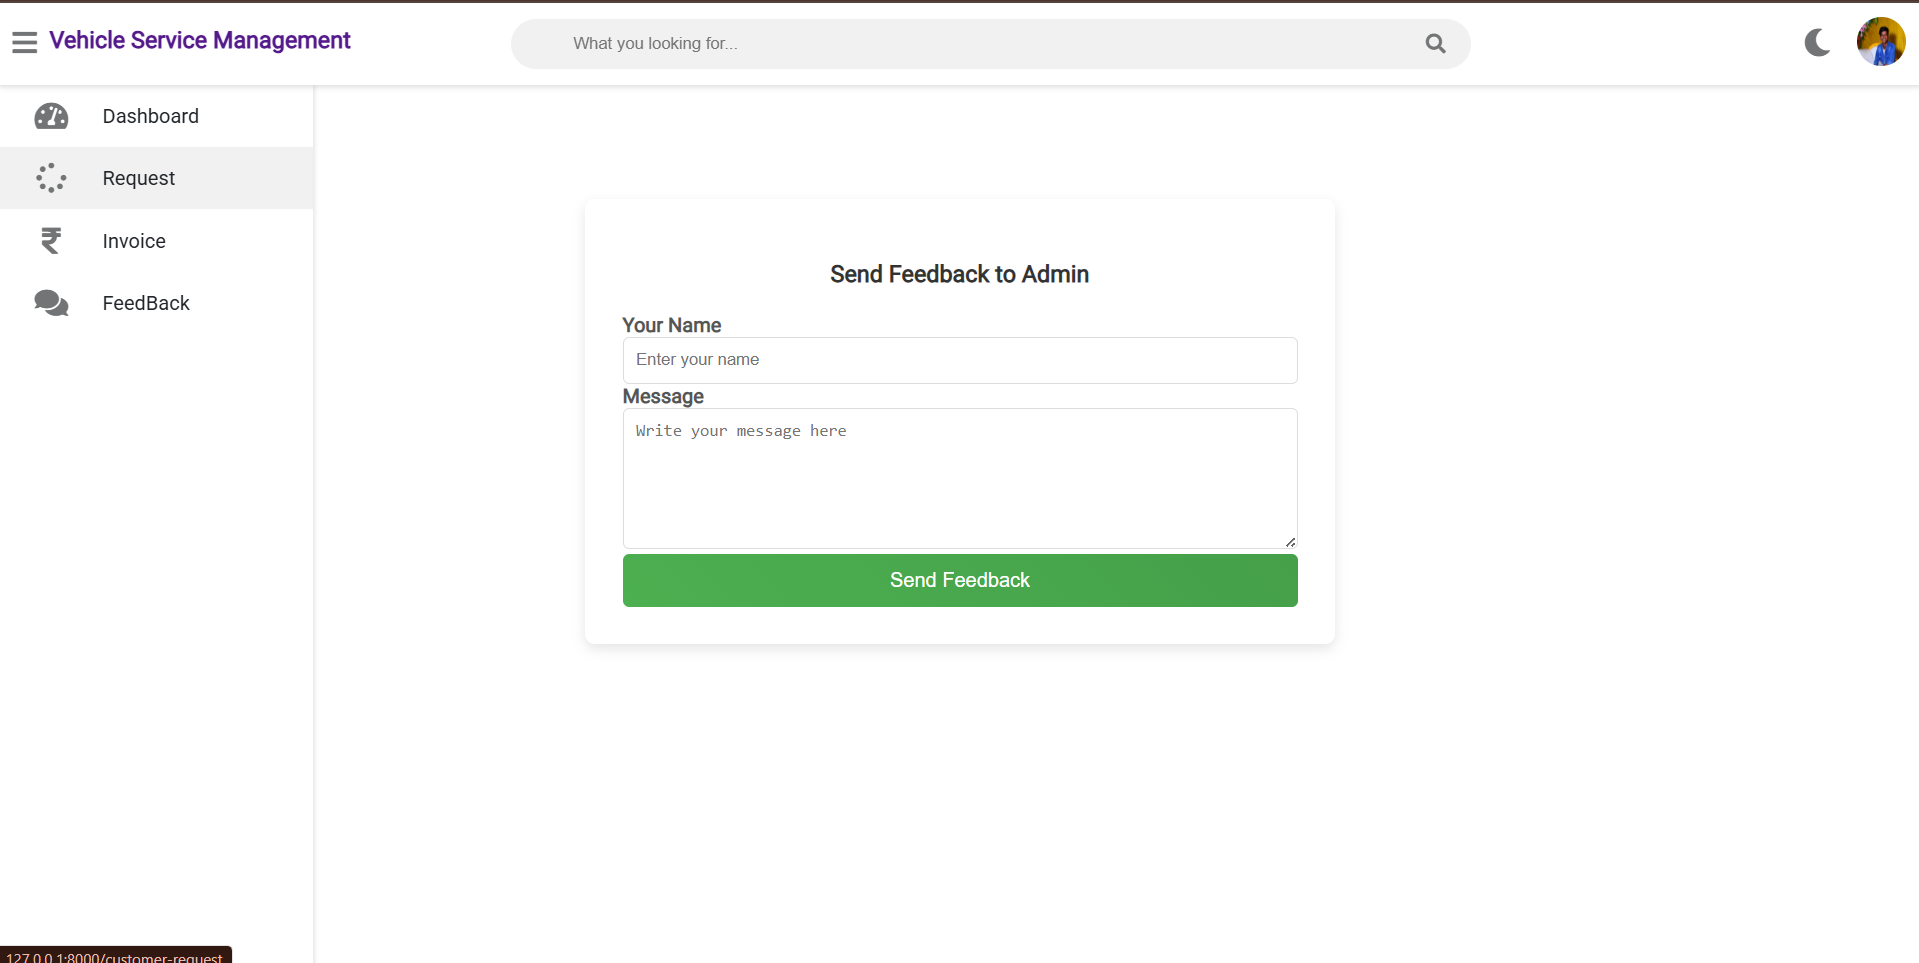 Vehicle Service Management
What you looking for...
Dashboard
Request
Invoice
FeedBack
Send Feedback to Admin
Your Name
Enter your name
Message
Write your message here
Send Feedback
127.0.0.1:8000/customer-request